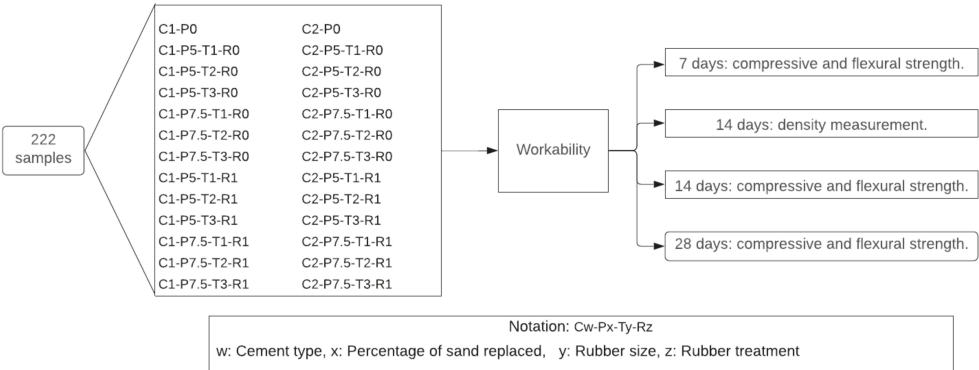 222
samples
C1-P0 C2-P0
C1-P5-T1-R0 C2-P5-T1-R0
C1-P5-T2-R0 C2-P5-T2-R0
C1-P5-T3-R0 C2-P5-T3-R0
C1-P7.5-T1-R0 C2-P7.5-T1-R0
C1-P7.5-T2-R0 C2-P7.5-T2-R0
C1-P7.5-T3-R0 C2-P7.5-T3-R0
C1-P5-T1-R1 C2-P5-T1-R1
C1-P5-T2-R1 C2-P5-T2-R1
C1-P5-T3-R1 C2-P5-T3-R1
C1-P7.5-T1-R1 C2-P7.5-T1-R1
C1-P7.5-T2-R1 C2-P7.5-T2-R1
C1-P7.5-T3-R1 C2-P7.5-T3-R1
Workability
7 days: compressive and flexural strength.
14 days: density measurement.
14 days: compressive and flexural strength.
28 days: compressive and flexural strength.
Notation: Cw-Px-Ty-Rz
w: Cement type, x: Percentage of sand replaced, y: Rubber size, z: Rubber treatment